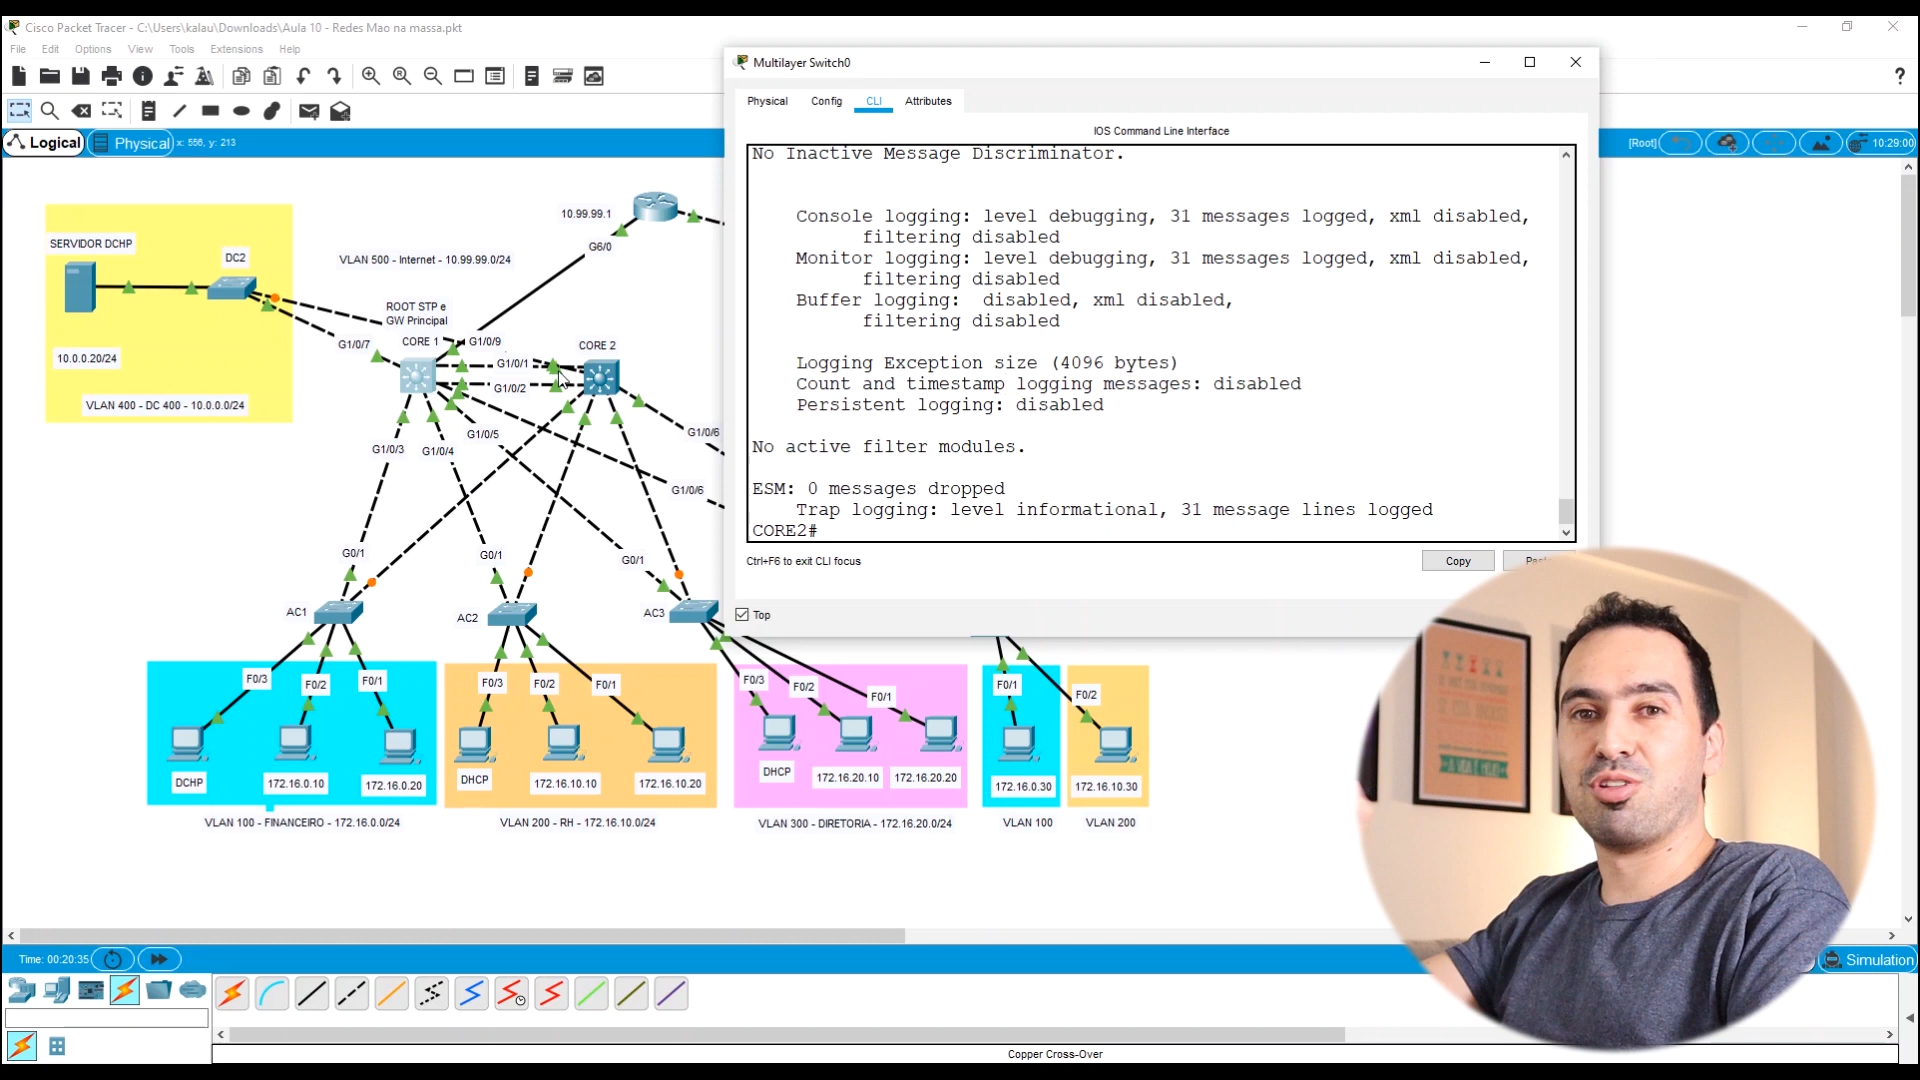 Cisco Packet Tracer - C:\Users\kalau\Downloads\Aula 10 - Redes Mao na massa.pkt
File Edit Options View Tools Extensions Help
Logical
Physical
x: 556, y: 213
[Root]
10:29:00
SERVIDOR DCHP
DC2
10.0.0.20/24
VLAN 400 - DC 400 - 10.0.0.0/24
VLAN 500 - Internet - 10.99.99.0/24
10.99.99.1
G6/0
ROOT STP e
GW Principal
CORE 1
G1/0/9
CORE 2
G1/0/7
G1/0/1
G1/0/2
G1/0/3
G1/0/4
G1/0/5
G1/0/6
G1/0/6
G0/1
G0/1
G0/1
AC1
AC2
AC3
F0/3
F0/2
F0/1
F0/3
F0/2
F0/1
F0/3
F0/2
F0/1
F0/1
F0/2
DCHP
172.16.0.10
172.16.0.20
DHCP
172.16.10.10
172.16.10.20
DHCP
172.16.20.10
172.16.20.20
172.16.0.30
172.16.10.30
VLAN 100 - FINANCEIRO - 172.16.0.0/24
VLAN 200 - RH - 172.16.10.0/24
VLAN 300 - DIRETORIA - 172.16.20.0/24
VLAN 100
VLAN 200
Multilayer Switch0
Physical Config CLI Attributes
IOS Command Line Interface
No Inactive Message Discriminator.
Console logging: level debugging, 31 messages logged, xml disabled,
filtering disabled
Monitor logging: level debugging, 31 messages logged, xml disabled,
filtering disabled
Buffer logging:  disabled, xml disabled,
filtering disabled
Logging Exception size (4096 bytes)
Count and timestamp logging messages: disabled
Persistent logging: disabled
No active filter modules.
ESM: 0 messages dropped
Trap logging: level informational, 31 message lines logged
CORE2#
Ctrl+F6 to exit CLI focus
Copy
Top
Time: 00:20:35
Simulation
Copper Cross-Over